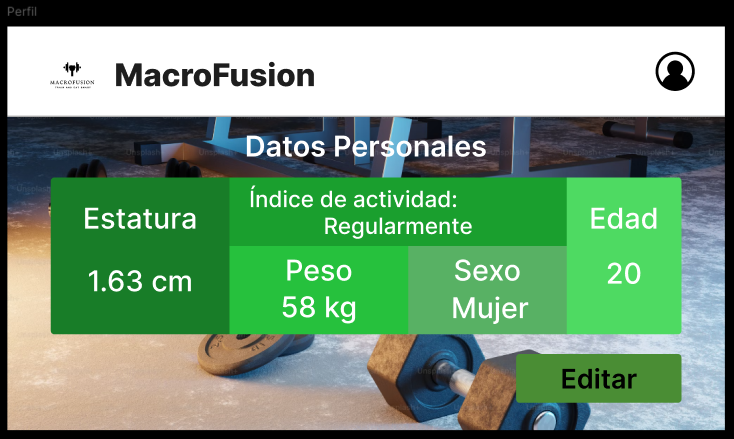 Perfil
MACROFUSION
MacroFusion
Datos Personales
Estatura
1.63 cm
Índice de actividad:
Regularmente
Peso
58 kg
Sexo
Mujer
Edad
20
Editar